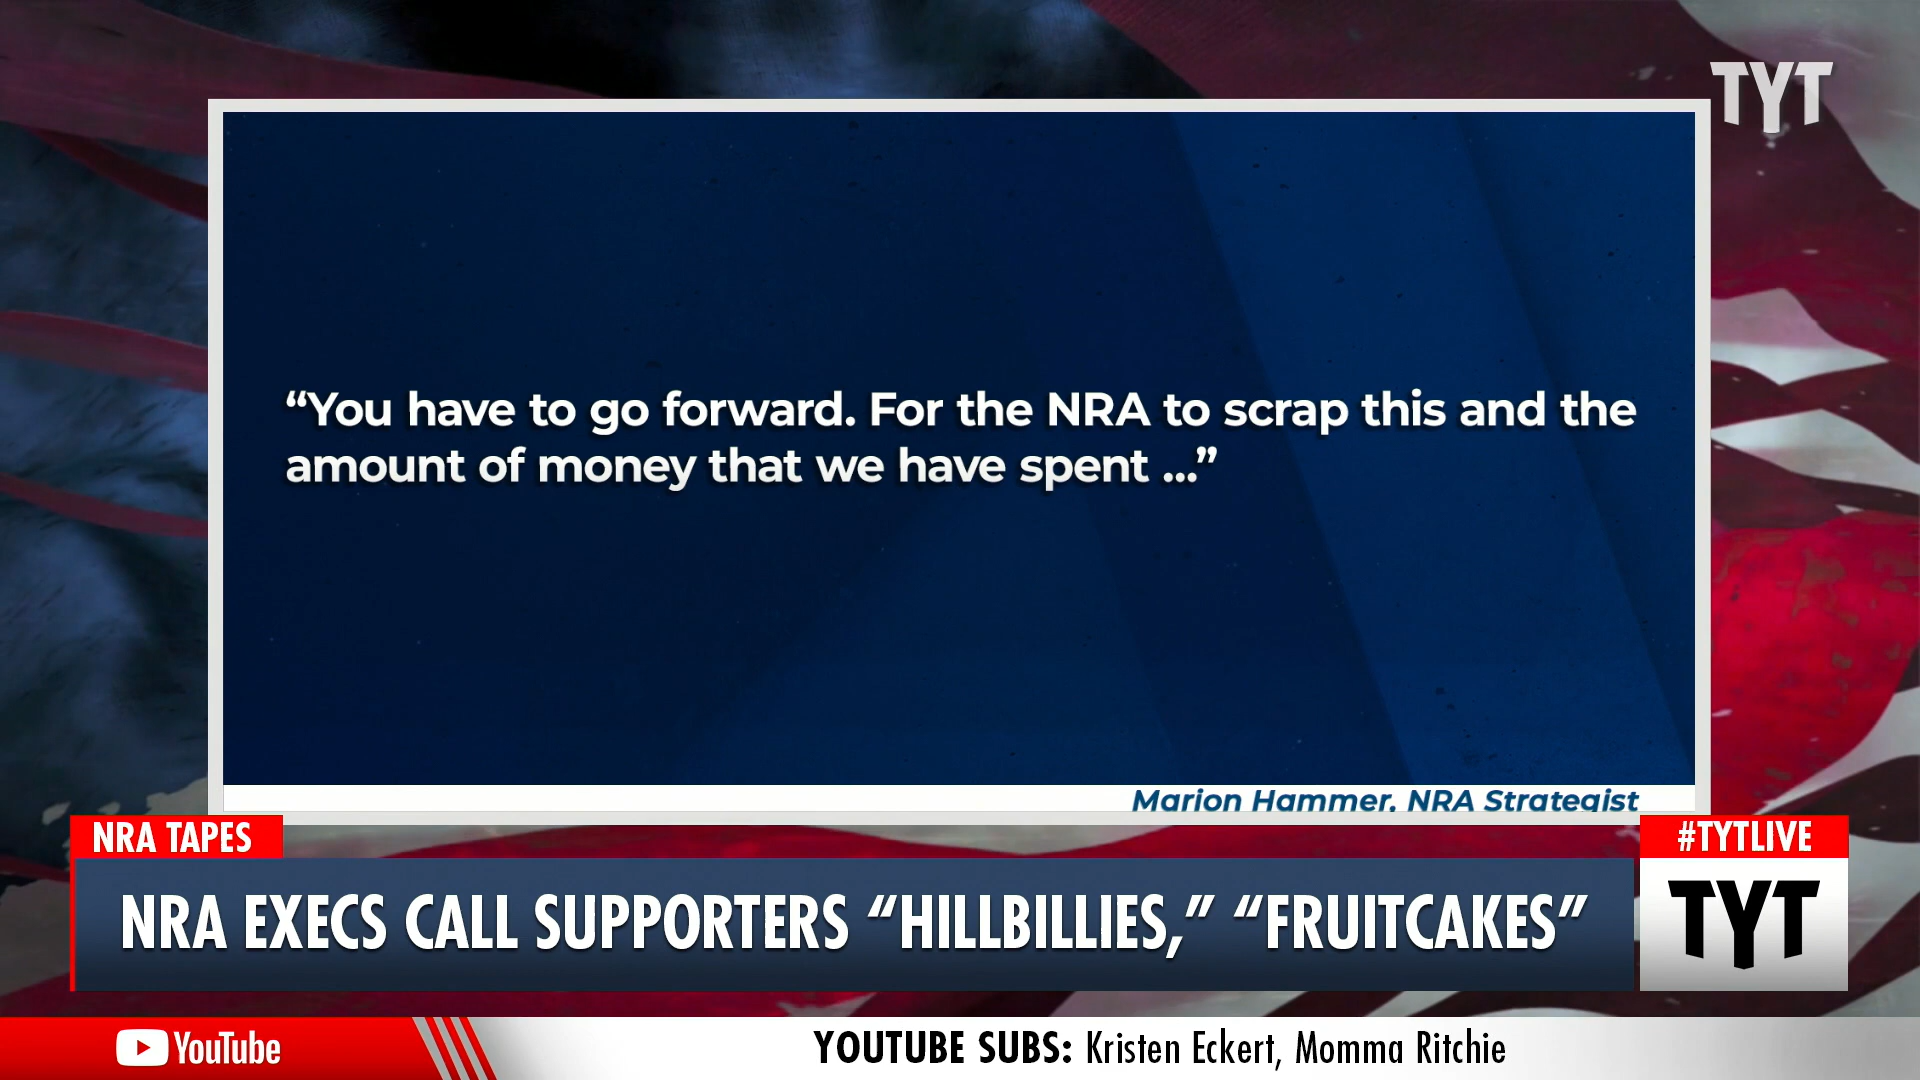 TYT
“You have to go forward. For the NRA to scrap this and the
amount of money that we have spent ...”
Marion Hammer, NRA Strategist
NRA TAPES
#TYTLIVE
NRA EXECS CALL SUPPORTERS “HILLBILLIES,” “FRUITCAKES”
TYT
YouTube
YOUTUBE SUBS: Kristen Eckert, Momma Ritchie